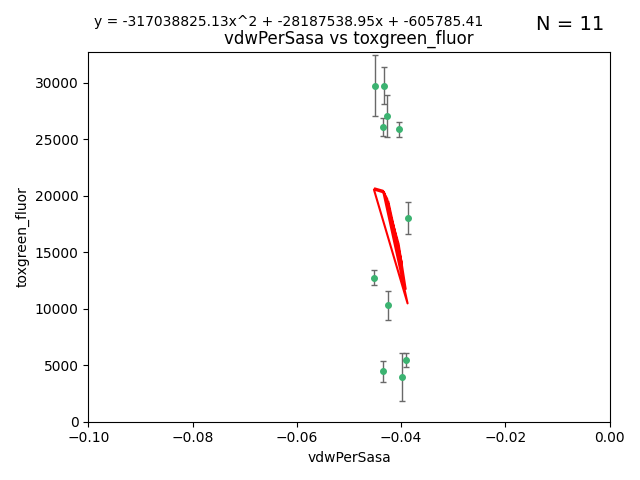 y = -317038825.13x^2 + -28187538.95x + -605785.41
N = 11
vdwPerSasa vs toxgreen_fluor
30000
25000
20000
15000
10000
5000
0
toxgreen_fluor
−0.10
−0.08
−0.06
−0.04
−0.02
0.00
vdwPerSasa